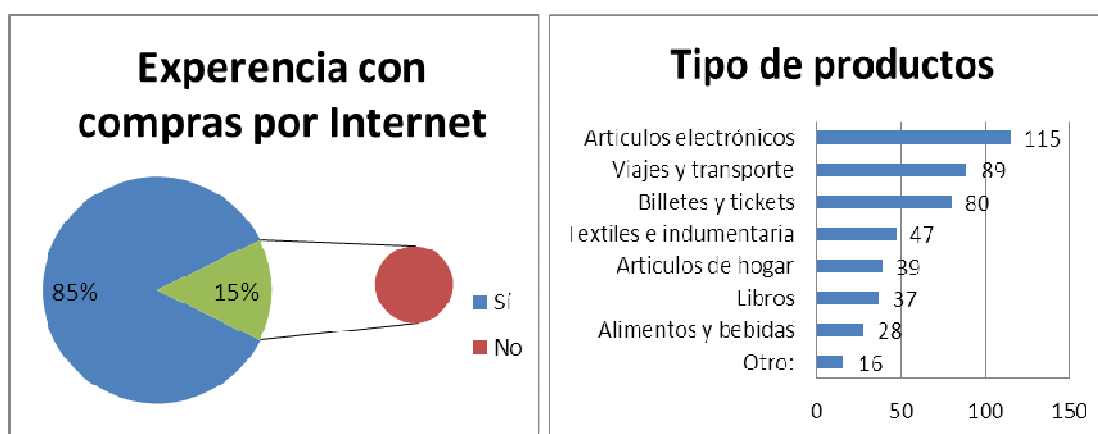 Experencia con
compras por Internet
85%
15%
Sí
No
Tipo de productos
Articulos electrónicos 115
Viajes y transporte 89
Billetes y tickets 80
Textiles e indumentaria 47
Articulos de hogar 39
Libros 37
Alimentos y bebidas 28
Otro: 16
0 50 100 150